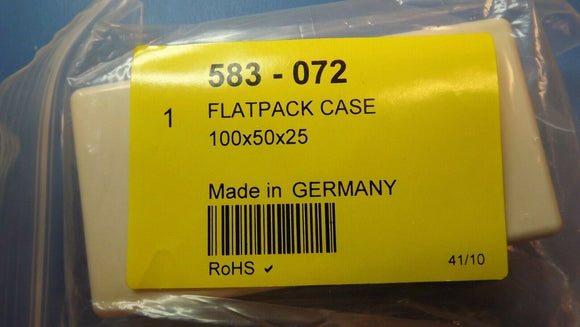 583 - 072
1 FLATPACK CASE
100x50x25
Made in GERMANY
RoHS ✓ 41/10